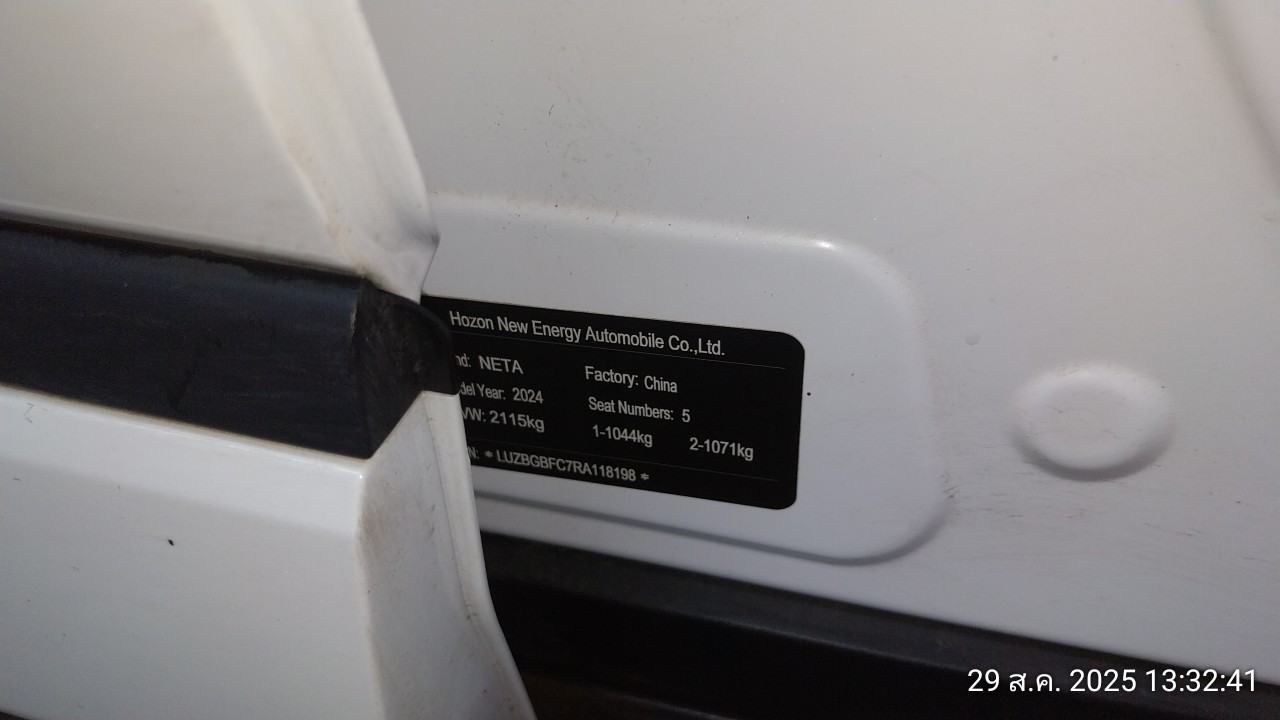 Hozon New Energy Automobile Co.,Ltd.
nd: NETA Factory: China
del Year: 2024 Seat Numbers: 5
VW: 2115kg 1-1044kg 2-1071kg
N: * LUZBGBFC7RA118198 *
29 ส.ค. 2025 13:32:41